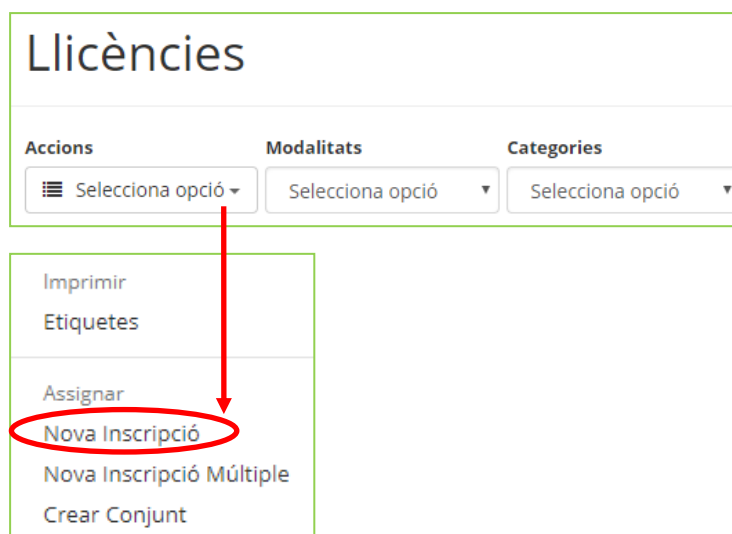 Llicències
Accions Modalitats Categories
Selecciona opció Selecciona opció Selecciona opció
Imprimir
Etiquetes
Assignar
Nova Inscripció
Nova Inscripció Múltiple
Crear Conjunt